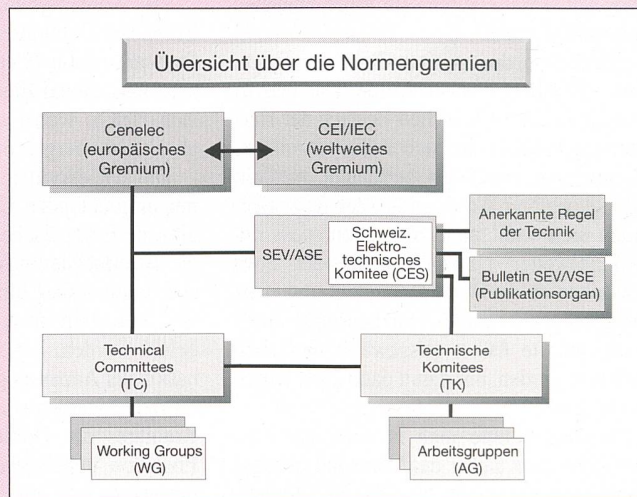 Übersicht über die Normengremien
Cenelec
(europäisches
Gremium)
CEI/IEC
(weltweites
Gremium)
SEV/ASE
Schweiz.
Elektro-
technisches
Komitee (CES)
Anerkannte Regel
der Technik
Bulletin SEV/VSE
(Publikationsorgan)
Technical
Committees
(TC)
Technische
Komitees
(TK)
Working Groups
(WG)
Arbeitsgruppen
(AG)